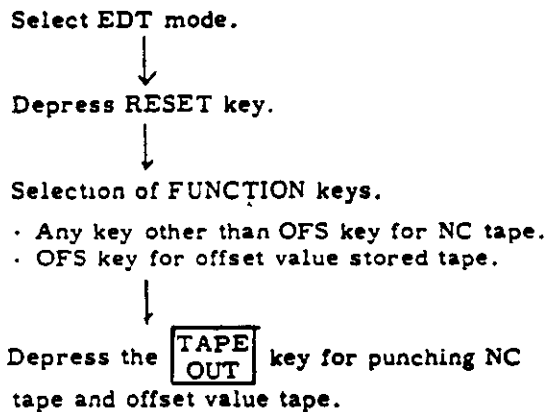 Select EDT mode.
Depress RESET key.
Selection of FUNCTION keys.
· Any key other than OFS key for NC tape.
· OFS key for offset value stored tape.
Depress the TAPE OUT key for punching NC
tape and offset value tape.